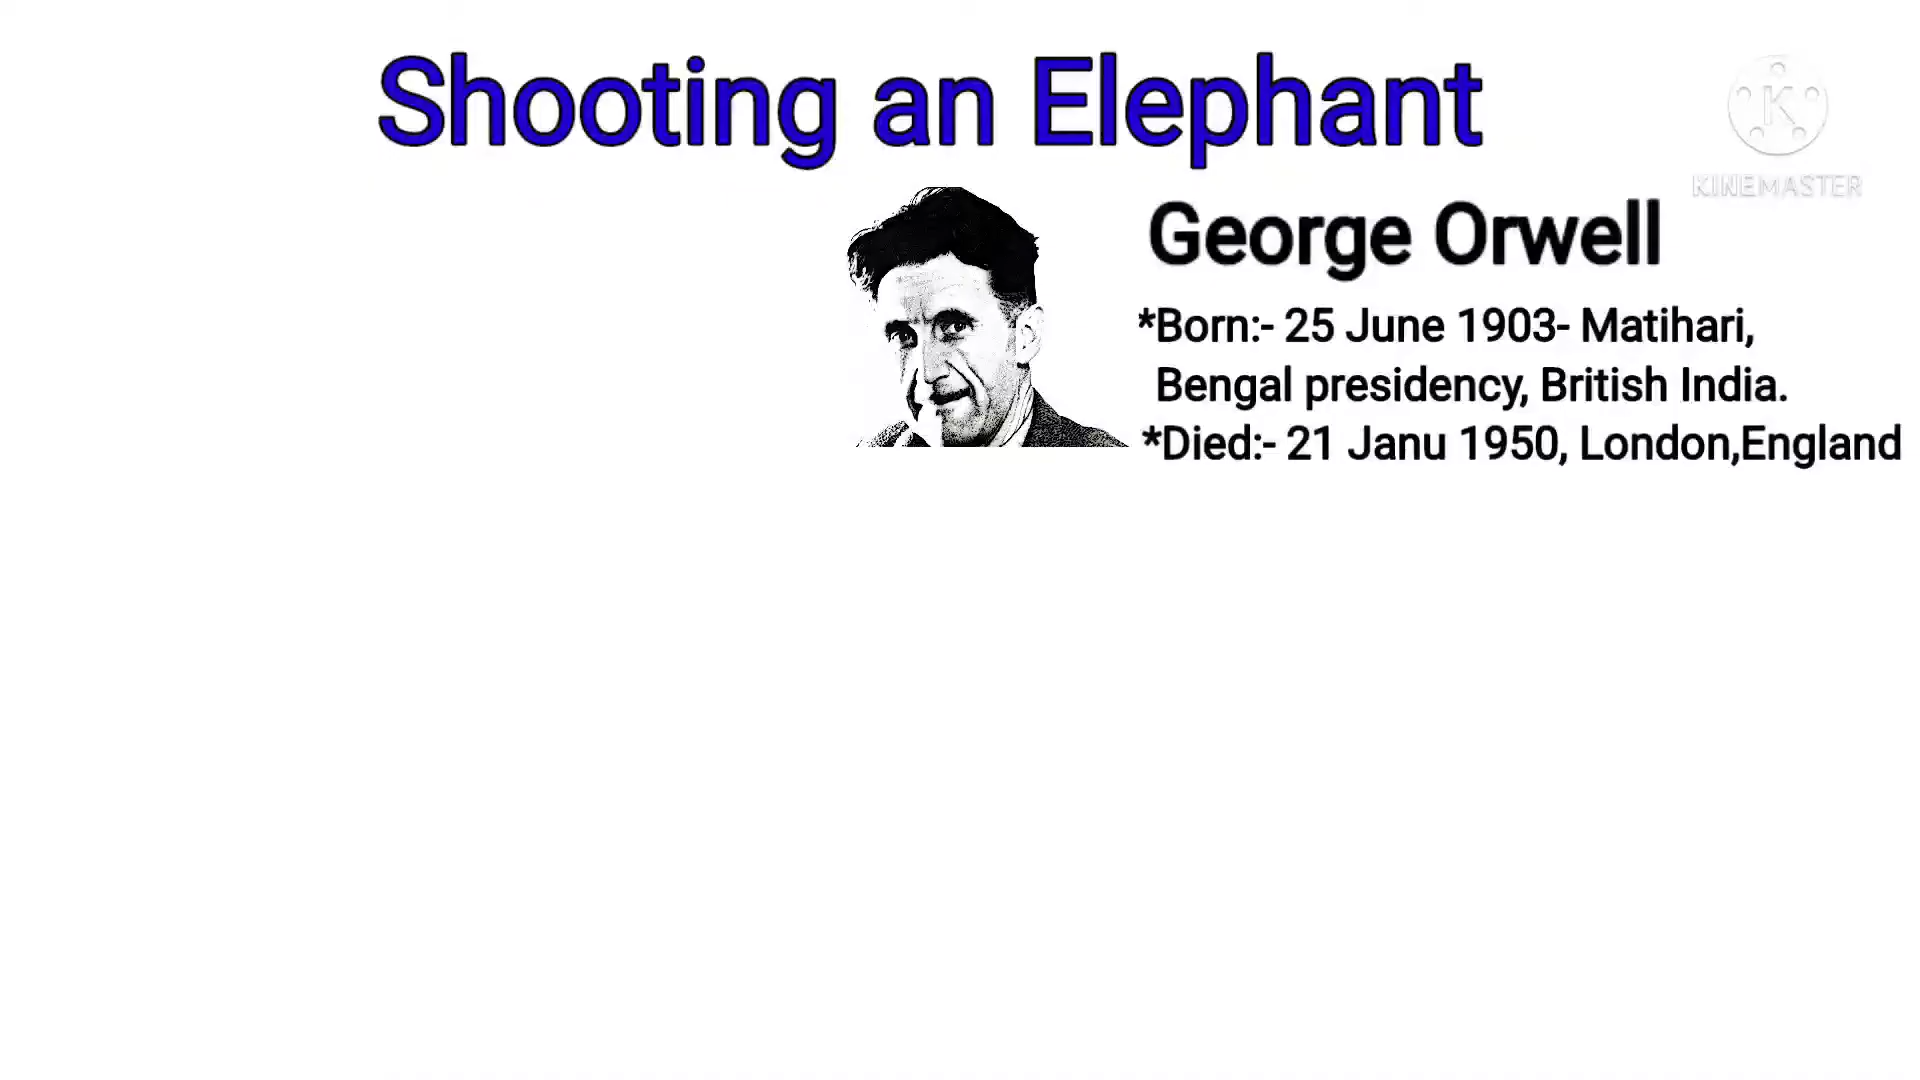 Shooting an Elephant
KINEMASTER
George Orwell
*Born:- 25 June 1903- Matihari,
Bengal presidency, British India.
*Died:- 21 Janu 1950, London,England